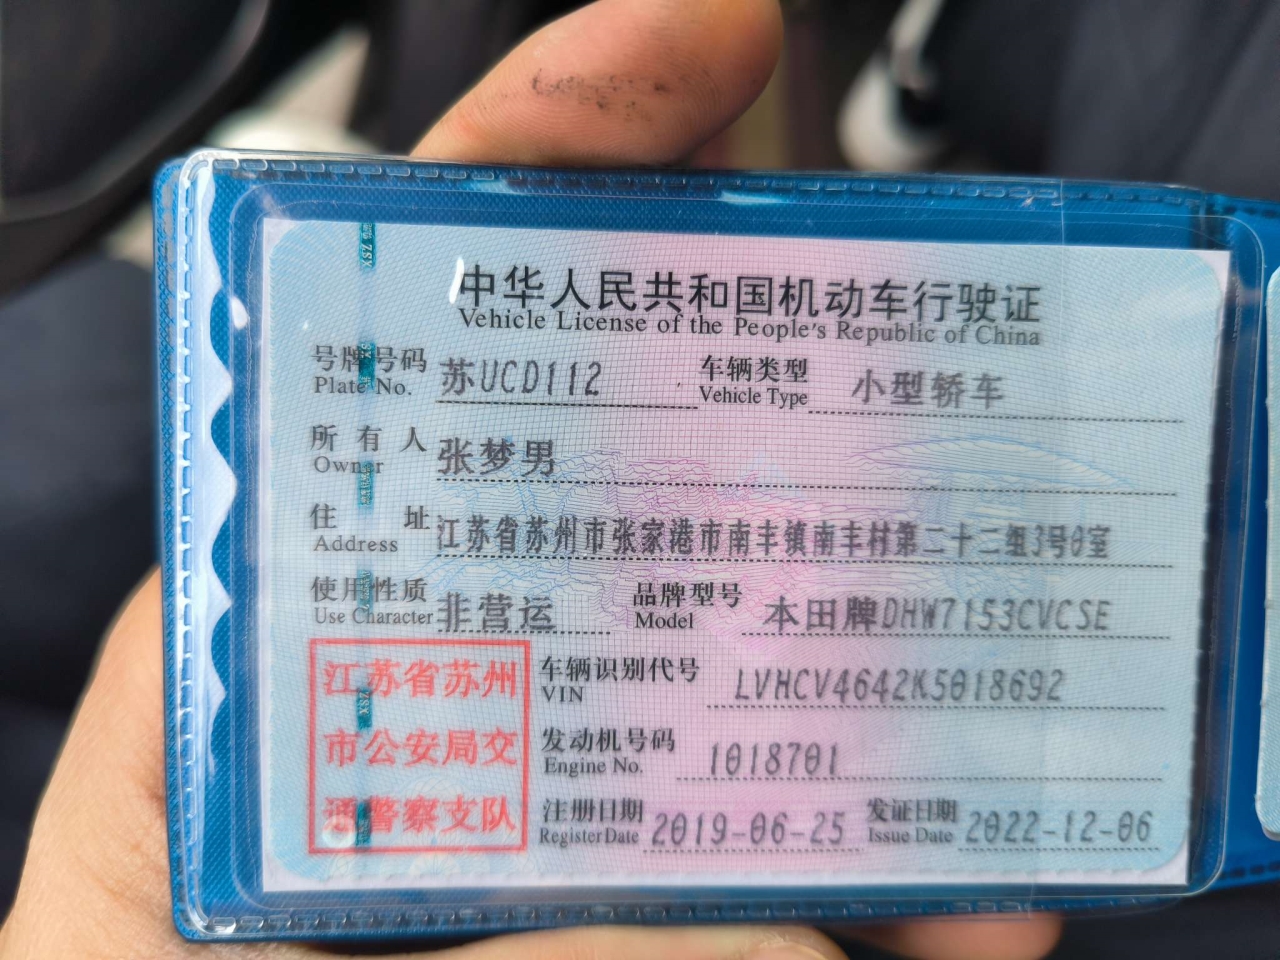 中华人民共和国机动车行驶证
Vehicle License of the People's Republic of China
号牌号码 苏UCD112 车辆类型 小型轿车
Plate No. Vehicle Type
所有人 张梦男
Owner
住址 江苏省苏州市张家港市南丰镇南丰村第二十二组3号0室
Address
使用性质 非营运 品牌型号 本田牌DHW7153CVCSE
Use Character Model
江苏省苏州 车辆识别代号 LVHCV4642K5018692
VIN
市公安局交 发动机号码 1018701
Engine No.
通警察支队 注册日期 2019-06-25 发证日期 2022-12-06
Register Date Issue Date